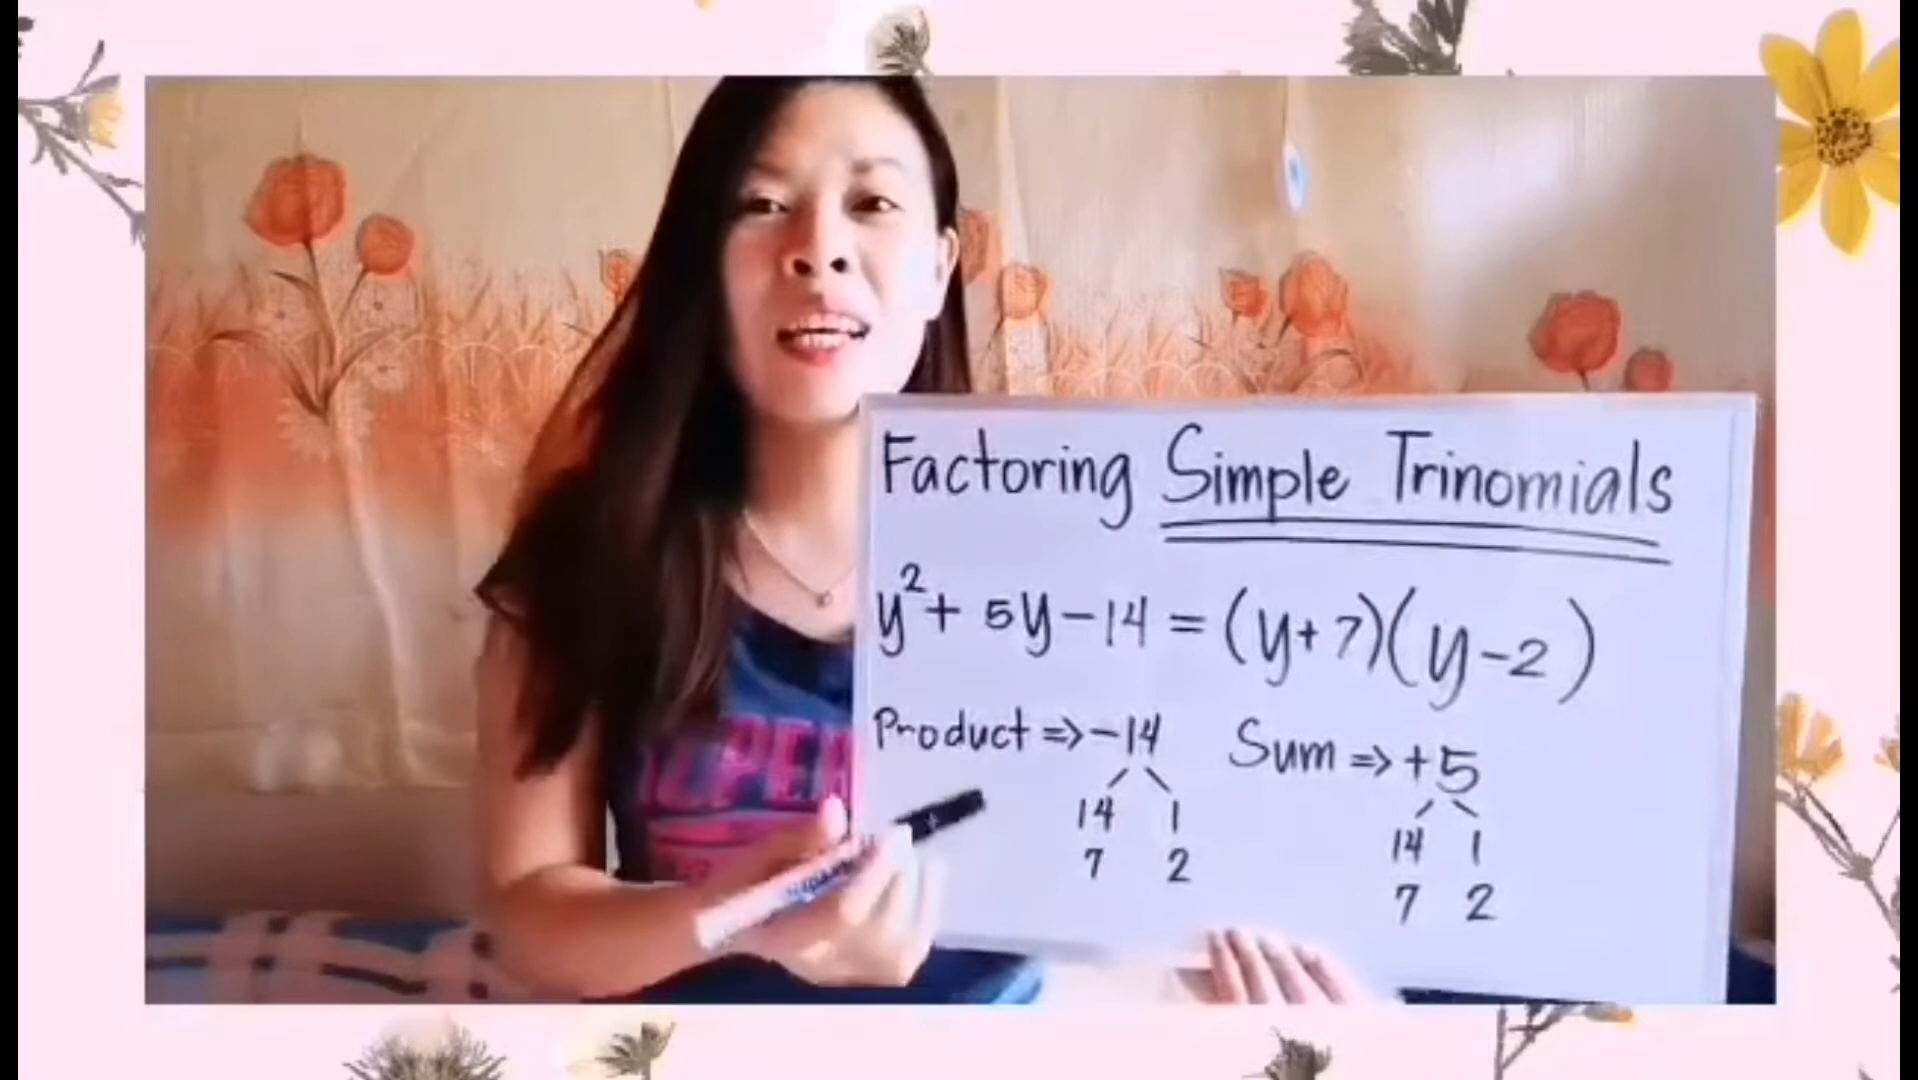 Factoring Simple Trinomials
y² + 5y - 14 = (y + 7)(y - 2)
Product => -14
14 1
7 2
Sum => +5
14 1
7 2